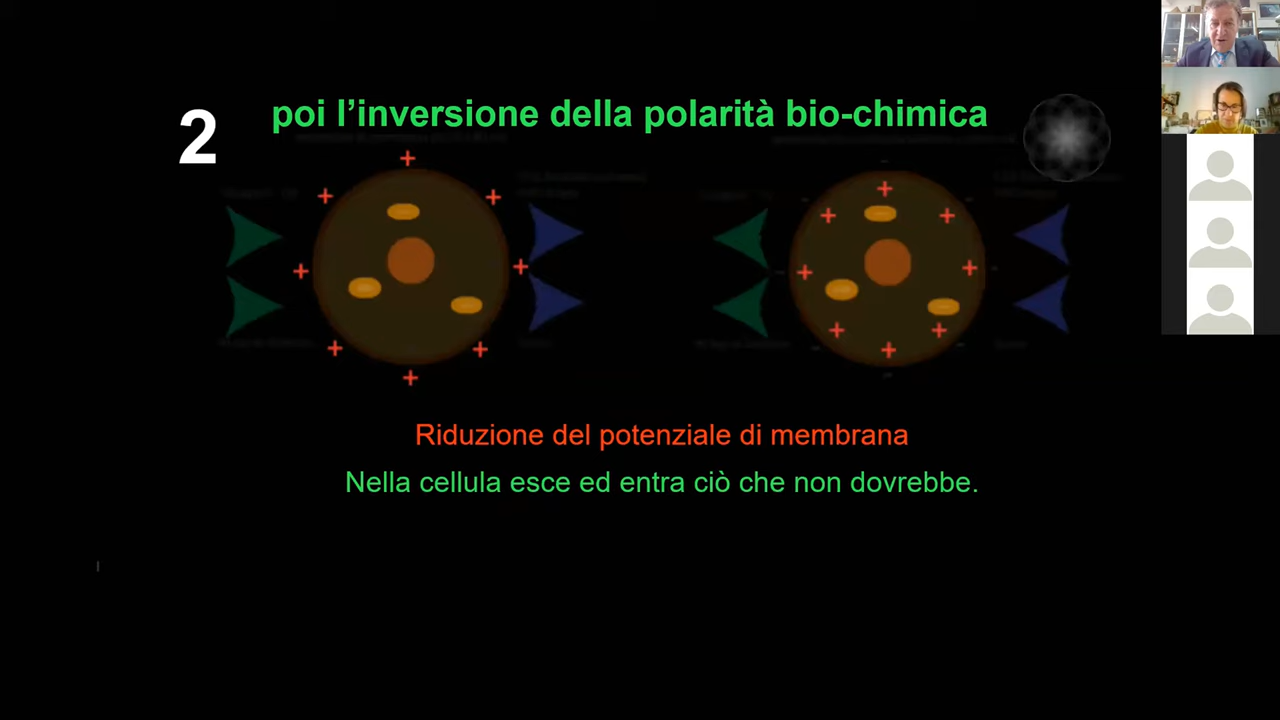 2
poi l’inversione della polarità bio-chimica
Riduzione del potenziale di membrana
Nella cellula esce ed entra ciò che non dovrebbe.